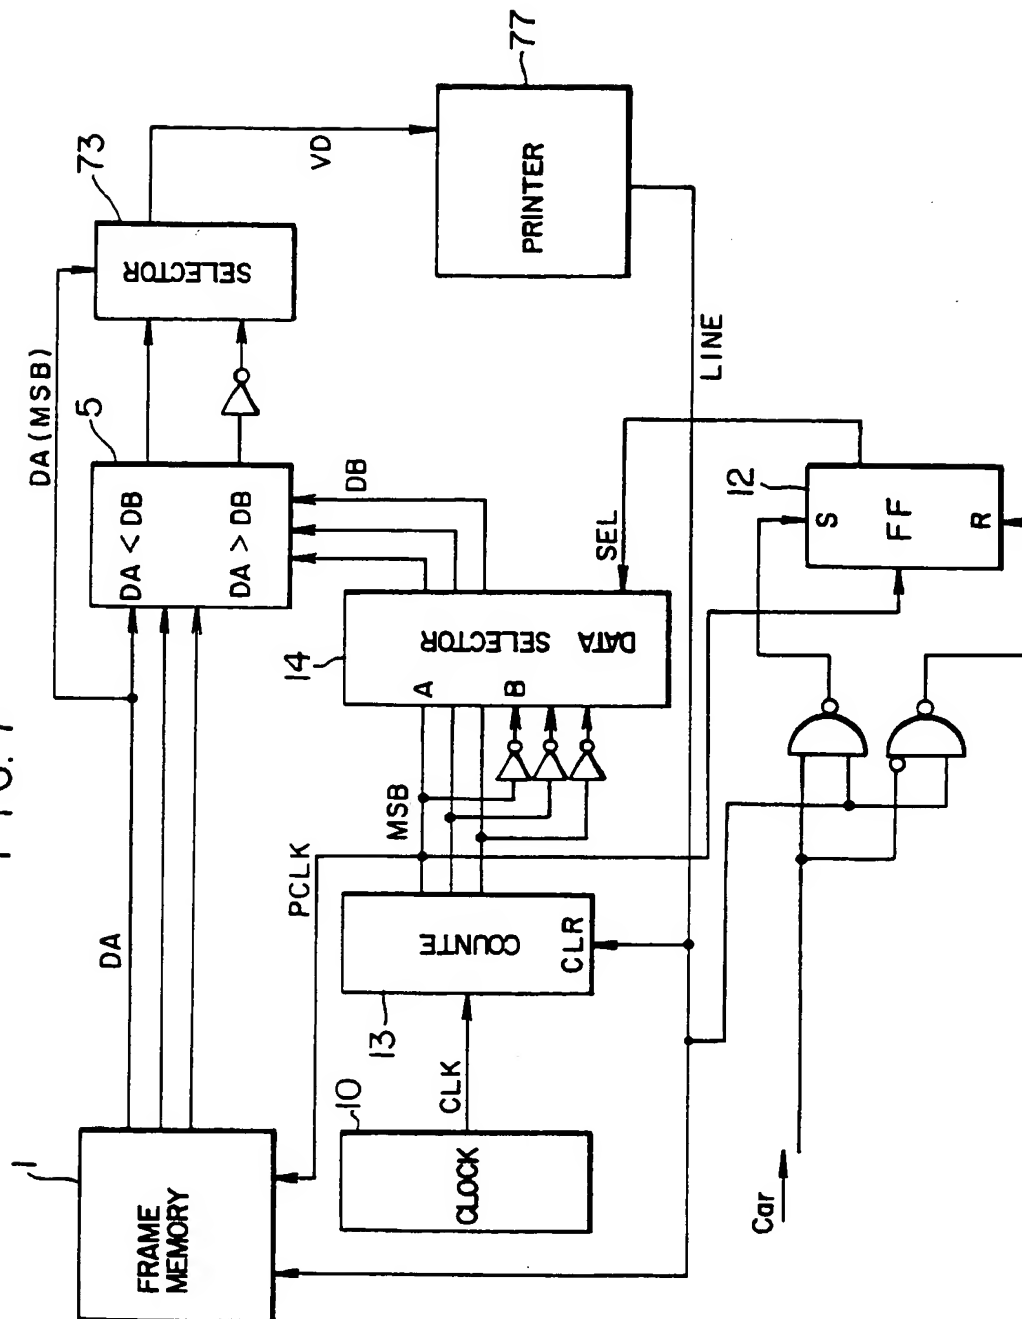 77
73
VD
PRINTER
SELECTOR
DA(MSB)
5
DA < DB
DA > DB
DB
LINE
SEL
12
S
FF
R
14
A
B
DATA
SELECTOR
MSB
PCLK
DA
COUNTE
CLR
13
CLK
10
CLOCK
1
FRAME
MEMORY
Car